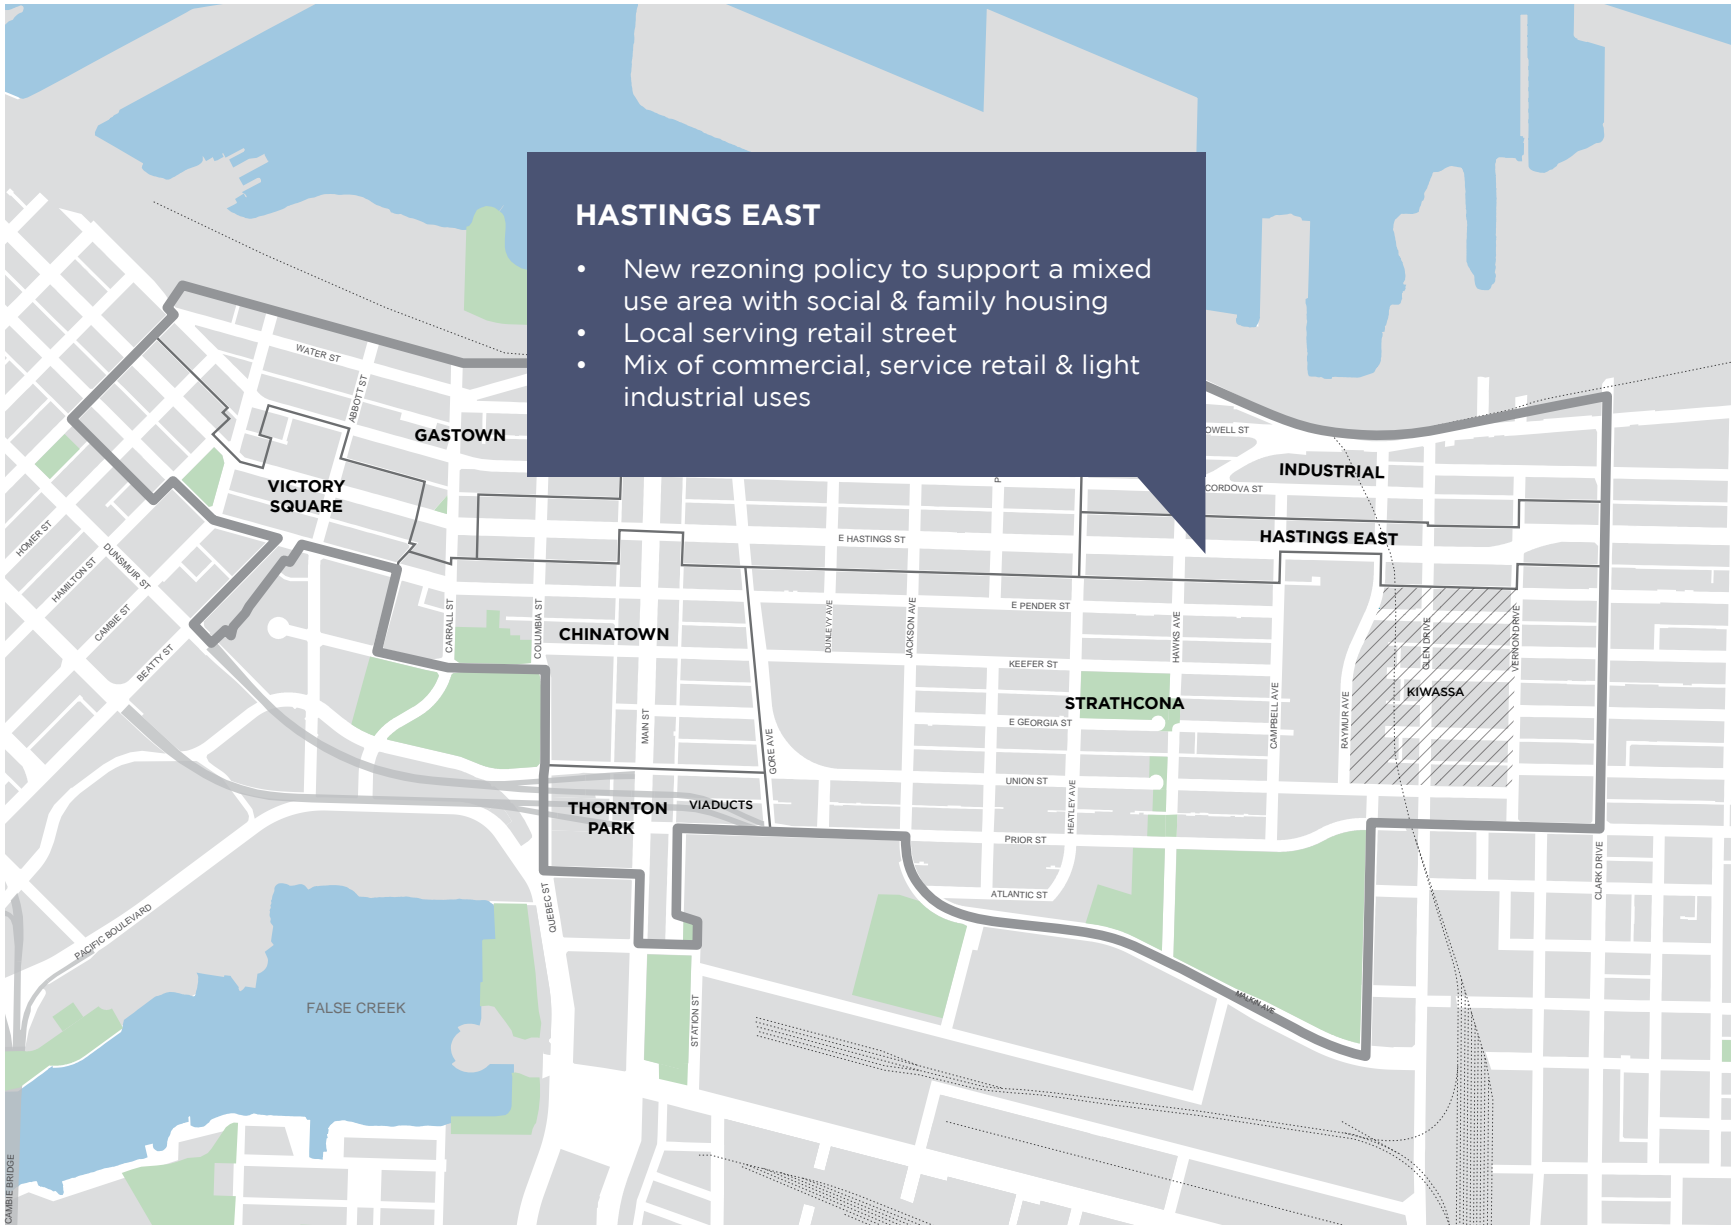 HASTINGS EAST
• New rezoning policy to support a mixed
use area with social & family housing
• Local serving retail street
• Mix of commercial, service retail & light
industrial uses
WATER ST
ABBOTT ST
GASTOWN
VICTORY
SQUARE
OWELL ST
INDUSTRIAL
CORDOVA ST
HASTINGS EAST
E HASTINGS ST
HOMER ST
DUNSMUIR ST
HAMILTON ST
CAMBIE ST
BEATTY ST
CARRALL ST
COLUMBIA ST
CHINATOWN
MAIN ST
GORE AVE
DUNLEVY AVE
JACKSON AVE
E PENDER ST
KEEFER ST
HAWKS AVE
STRATHCONA
E GEORGIA ST
CAMPBELL AVE
RAYMUR AVE
GLEN DRIVE
VERNON DRIVE
KIWASSA
UNION ST
HEATLEY AVE
THORNTON
PARK
VIADUCTS
PRIOR ST
ATLANTIC ST
CLARK DRIVE
QUEBEC ST
PACIFIC BOULEVARD
FALSE CREEK
STATION ST
MALKIN AVE
CAMBIE BRIDGE
P